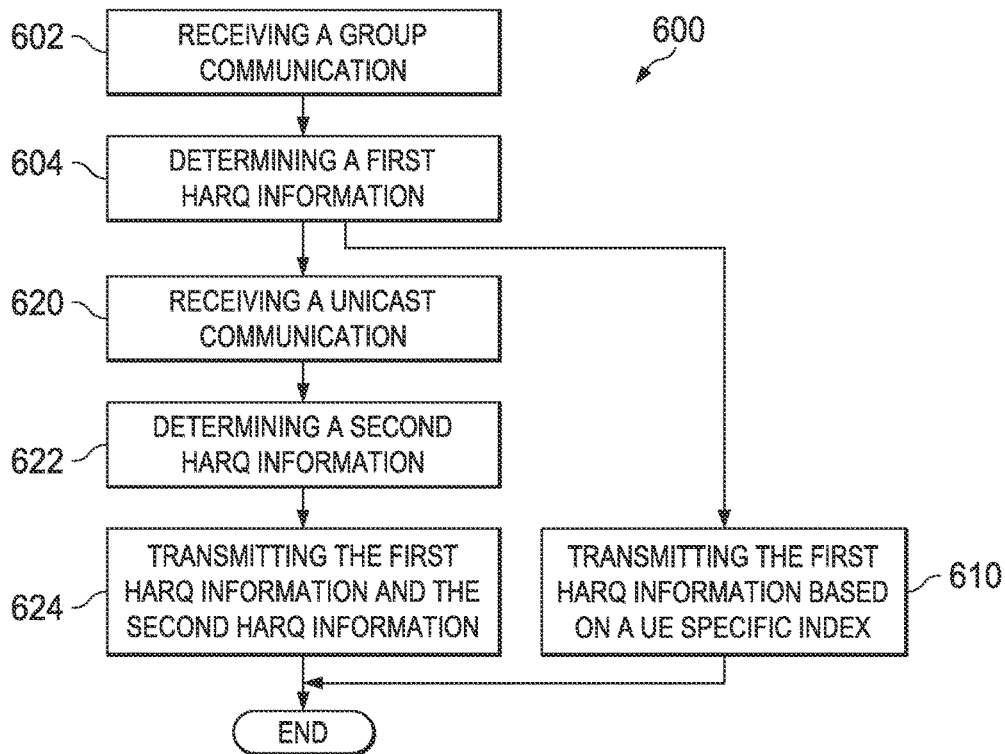 602
RECEIVING A GROUP
COMMUNICATION
600
604
DETERMINING A FIRST
HARQ INFORMATION
620
RECEIVING A UNICAST
COMMUNICATION
622
DETERMINING A SECOND
HARQ INFORMATION
624
TRANSMITTING THE FIRST
HARQ INFORMATION AND THE
SECOND HARQ INFORMATION
TRANSMITTING THE FIRST
HARQ INFORMATION BASED
ON A UE SPECIFIC INDEX
610
END